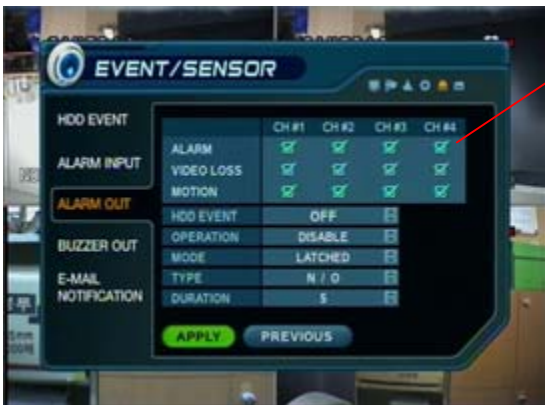 EVENT/SENSOR
HDD EVENT
ALARM INPUT
ALARM OUT
BUZZER OUT
E-MAIL
NOTIFICATION
CH #1 CH #2 CH #3 CH #4
ALARM
VIDEO LOSS
MOTION
HDD EVENT OFF
OPERATION DISABLE
MODE LATCHED
TYPE N / O
DURATION 5
APPLY PREVIOUS